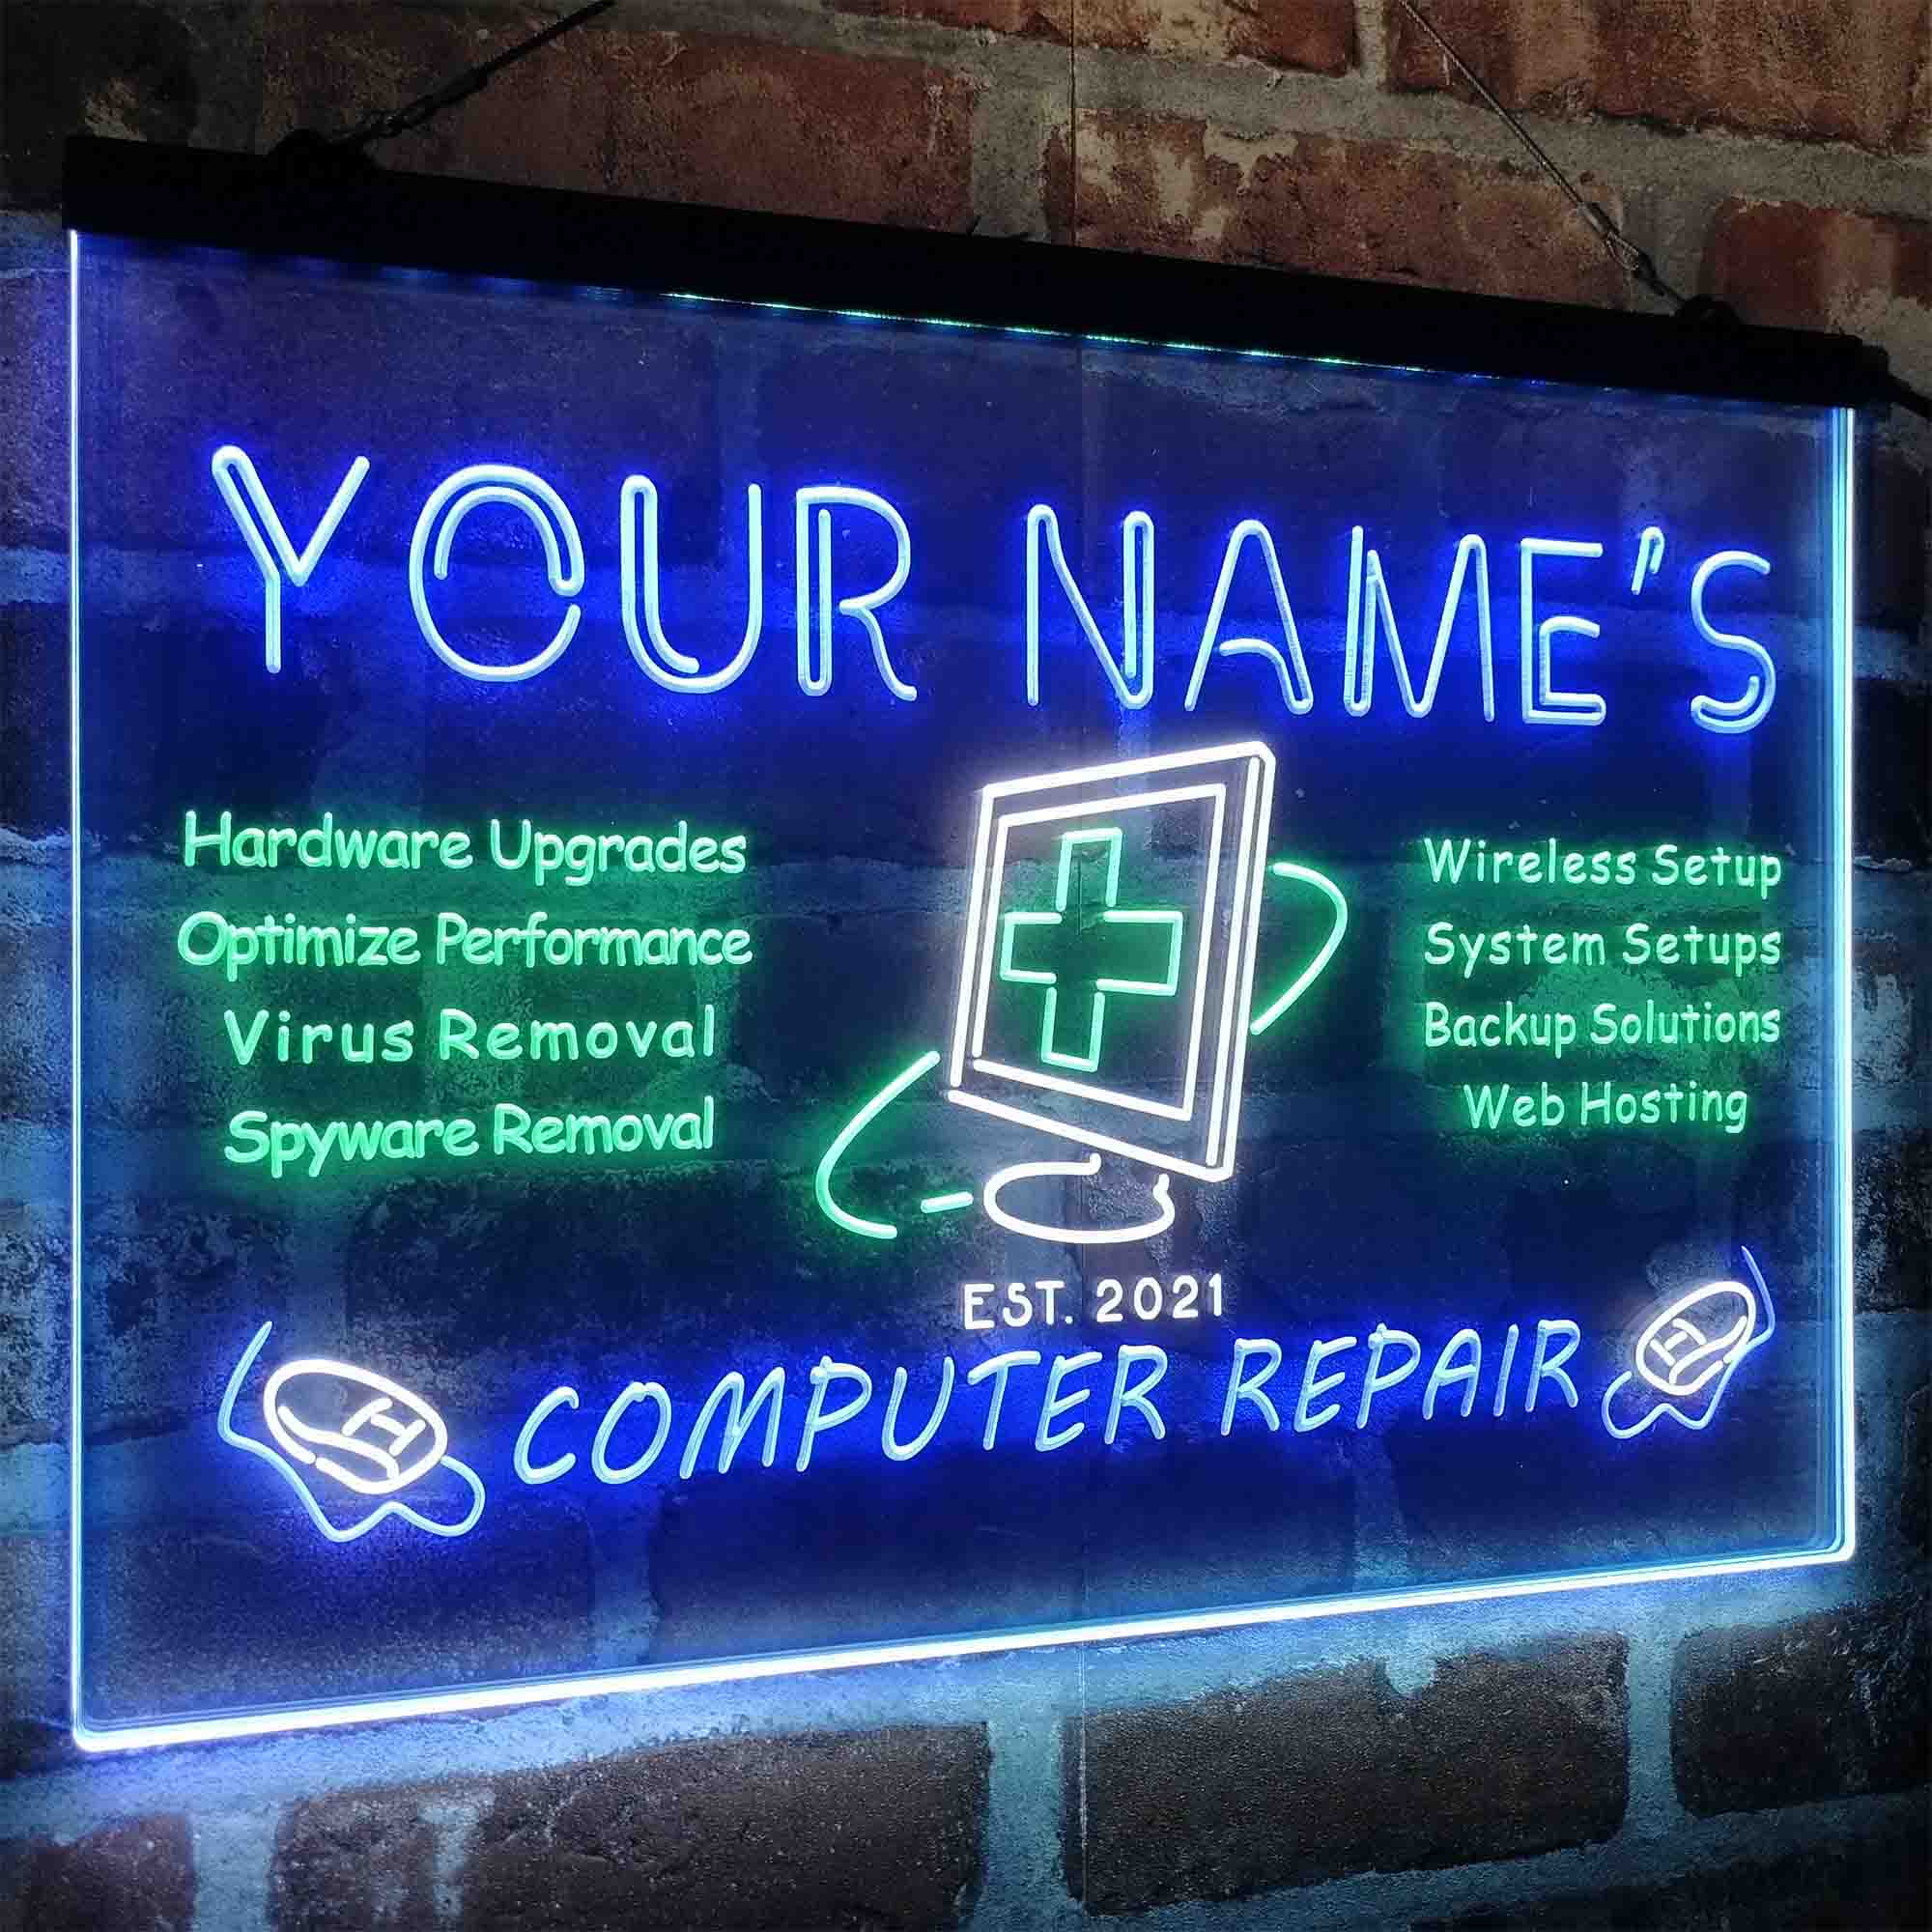 YOUR NAME'S
Hardware Upgrades
Optimize Performance
Virus Removal
Spyware Removal
Wireless Setup
System Setups
Backup Solutions
Web Hosting
EST. 2021
COMPUTER REPAIR